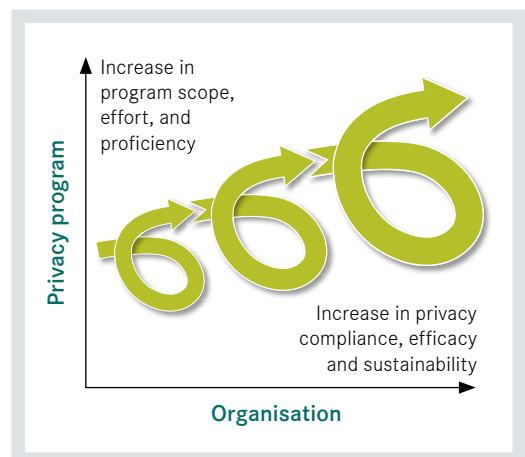 Increase in
program scope,
effort, and
proficiency
Privacy program
Increase in privacy
compliance, efficacy
and sustainability
Organisation